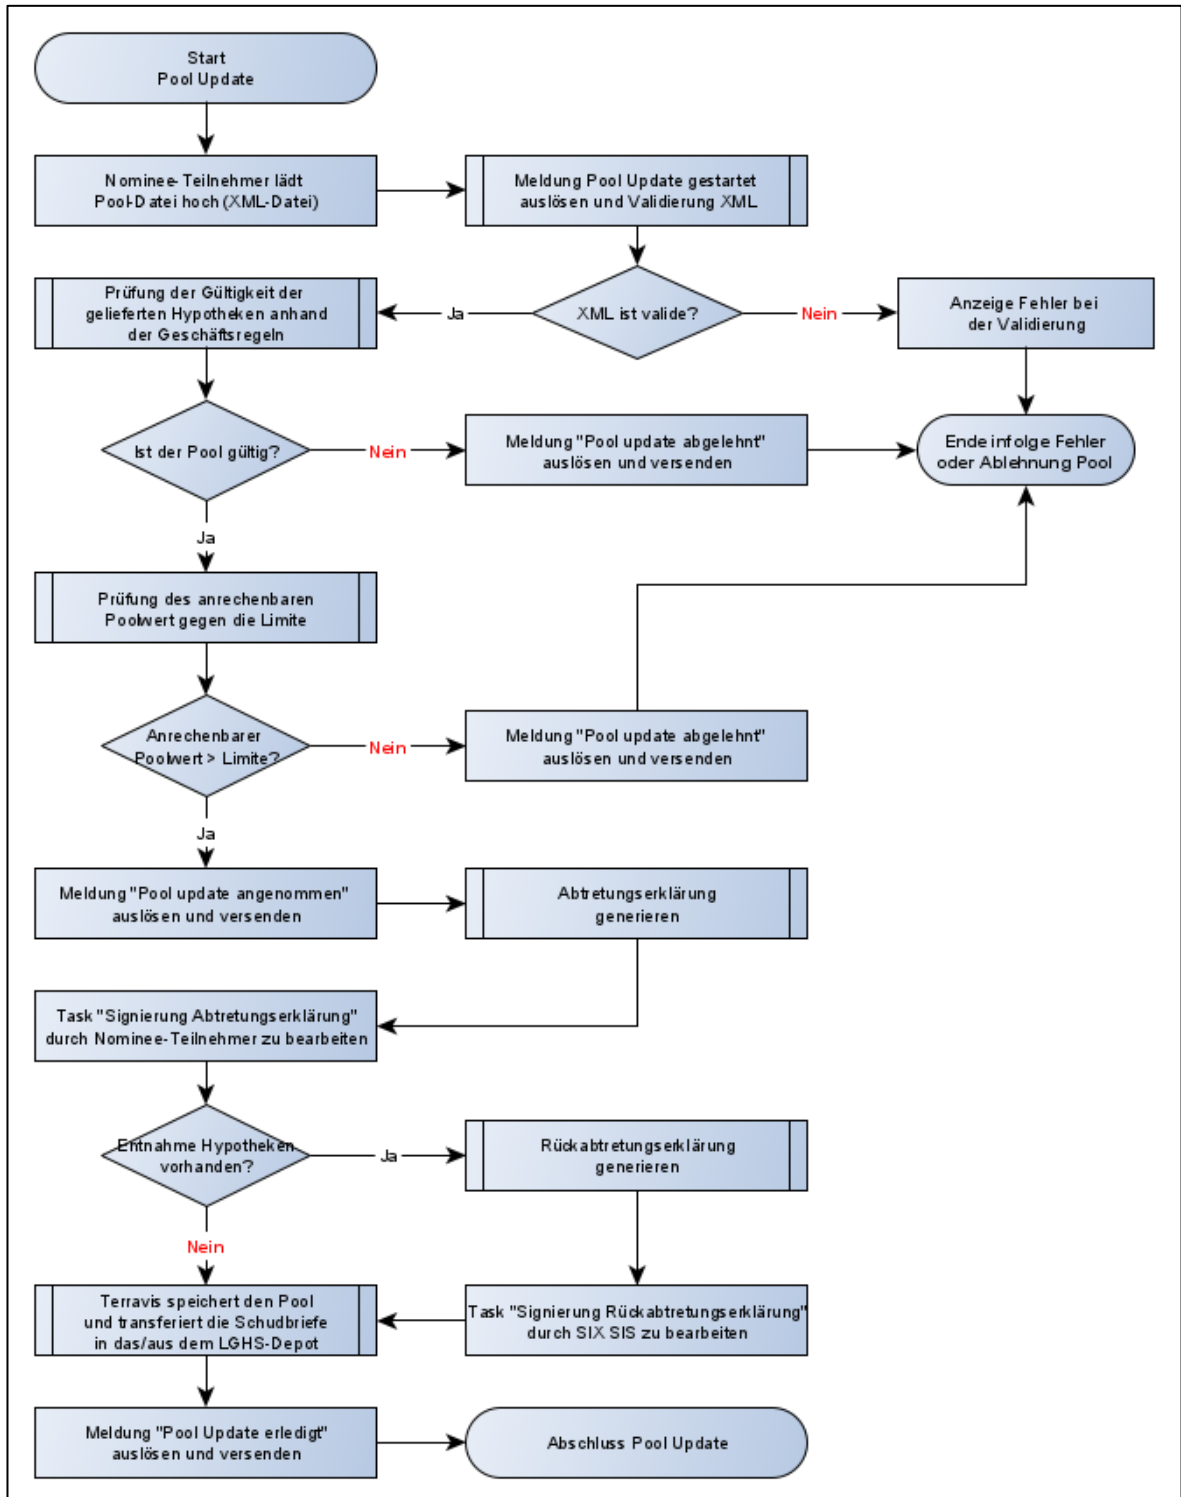 Start
Pool Update
Nominee-Teilnehmer lädt
Pool-Datei hoch (XML-Datei)
Meldung Pool Update gestartet
auslösen und Validierung XML
Prüfung der Gültigkeit der
gelieferten Hypotheken anhand
der Geschäftsregeln
Ja
XML ist valide?
Nein
Anzeige Fehler bei
der Validierung
Ist der Pool gültig?
Nein
Meldung "Pool update abgelehnt"
auslösen und versenden
Ende infolge Fehler
oder Ablehnung Pool
Ja
Prüfung des anrechenbaren
Poolwert gegen die Limite
Anrechenbarer
Poolwert > Limite?
Nein
Meldung "Pool update abgelehnt"
auslösen und versenden
Ja
Meldung "Pool update angenommen"
auslösen und versenden
Abtretungserklärung
generieren
Task "Signierung Abtretungserklärung"
durch Nominee-Teilnehmer zu bearbeiten
Entnahme Hypotheken
vorhanden?
Ja
Rückabtretungserklärung
generieren
Nein
Terravis speichert den Pool
und transferiert die Schudbriefe
in das/aus dem LGHS-Depot
Task "Signierung Rückabtretungserklärung"
durch SIX SIS zu bearbeiten
Meldung "Pool Update erledigt"
auslösen und versenden
Abschluss Pool Update